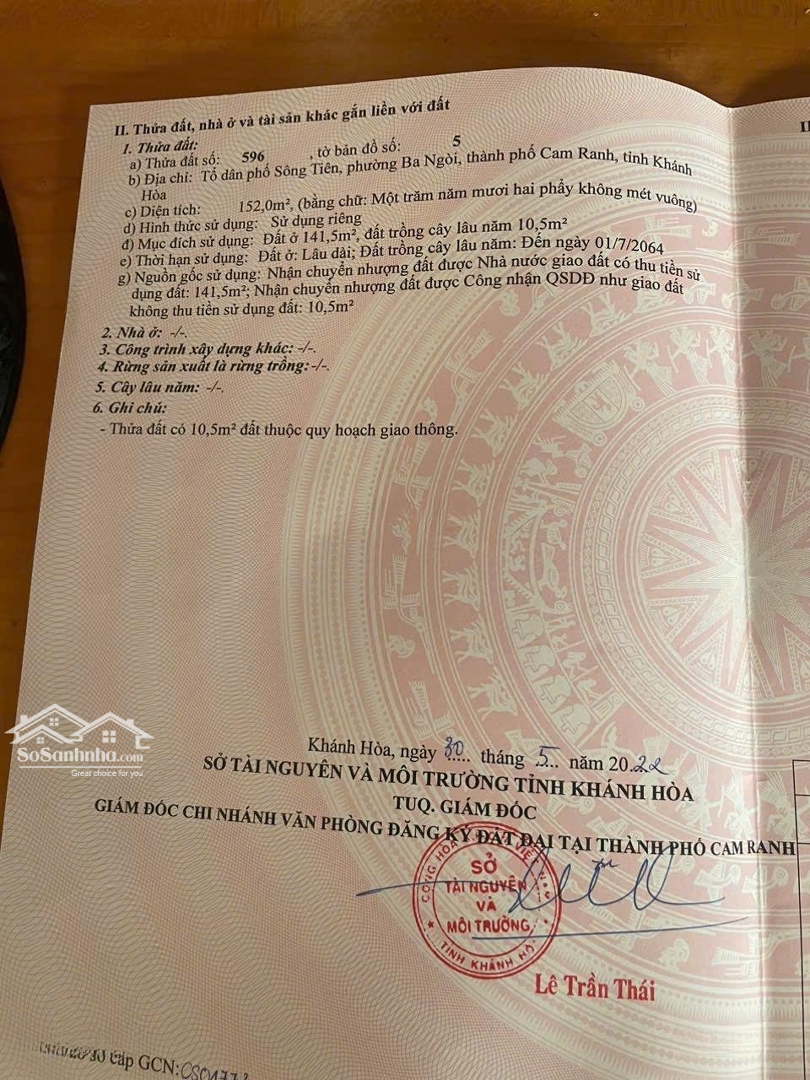 II. Thửa đất, nhà ở và tài sản khác gắn liền với đất
1. Thửa đất:
a) Thửa đất số: 596 , tờ bản đồ số: 5
b) Địa chỉ: Tổ dân phố Sông Tiên, phường Ba Ngòi, thành phố Cam Ranh, tỉnh Khánh
Hòa
c) Diện tích: 152,0m², (bằng chữ: Một trăm năm mươi hai phẩy không mét vuông)
d) Hình thức sử dụng: Sử dụng riêng
đ) Mục đích sử dụng: Đất ở 141,5m², đất trồng cây lâu năm 10,5m²
e) Thời hạn sử dụng: Đất ở: Lâu dài; Đất trồng cây lâu năm: Đến ngày 01/7/2064
g) Nguồn gốc sử dụng: Nhận chuyển nhượng đất được Nhà nước giao đất có thu tiền sử
dụng đất: 141,5m²; Nhận chuyển nhượng đất được Công nhận QSDĐ như giao đất
không thu tiền sử dụng đất: 10,5m²
2. Nhà ở: -/-.
3. Công trình xây dựng khác: -/-.
4. Rừng sản xuất là rừng trồng: -/-.
5. Cây lâu năm: -/-.
6. Ghi chú:
- Thửa đất có 10,5m² đất thuộc quy hoạch giao thông.
SoSanhnha.com
Great choice for you
Khánh Hòa, ngày 30 tháng 5 năm 2022
SỞ TÀI NGUYÊN VÀ MÔI TRƯỜNG TỈNH KHÁNH HÒA
TUQ. GIÁM ĐỐC
GIÁM ĐỐC CHI NHÁNH VĂN PHÒNG ĐĂNG KÝ ĐẤT ĐAI TẠI THÀNH PHỐ CAM RANH
SỞ
TÀI NGUYÊN
VÀ
MÔI TRƯỜNG
TỈNH KHÁNH HÒA
Lê Trần Thái
cấp GCN: